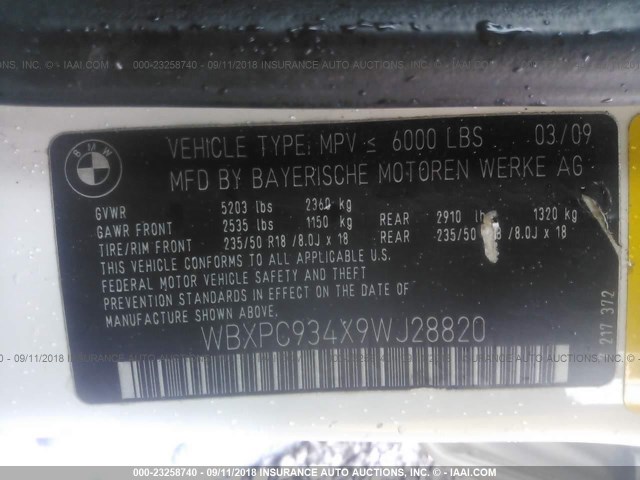 000-23258740 - 09/11/2018 INSURANCE AUTO AUCTIONS, INC. - © - IAAI.COM
BMW
VEHICLE TYPE: MPV ≤ 6000 LBS 03/09
MFD BY BAYERISCHE MOTOREN WERKE AG
GVWR 5203 lbs 2360 kg
GAWR FRONT 2535 lbs 1150 kg REAR 2910 1320 kg
TIRE/RIM FRONT 235/50 R18 /8.0J x 18 REAR 235/50 /8.0J x 18
THIS VEHICLE CONFORMS TO ALL APPLICABLE U.S.
FEDERAL MOTOR VEHICLE SAFETY AND THEFT
PREVENTION STANDARDS IN EFFECT ON THE DATE OF
MANUFACTURE SHOWN ABOVE.
WBXPC934X9WJ28820
217 372
000-23258740 - 09/11/2018 INSURANCE AUTO AUCTIONS, INC. - © - IAAI.COM